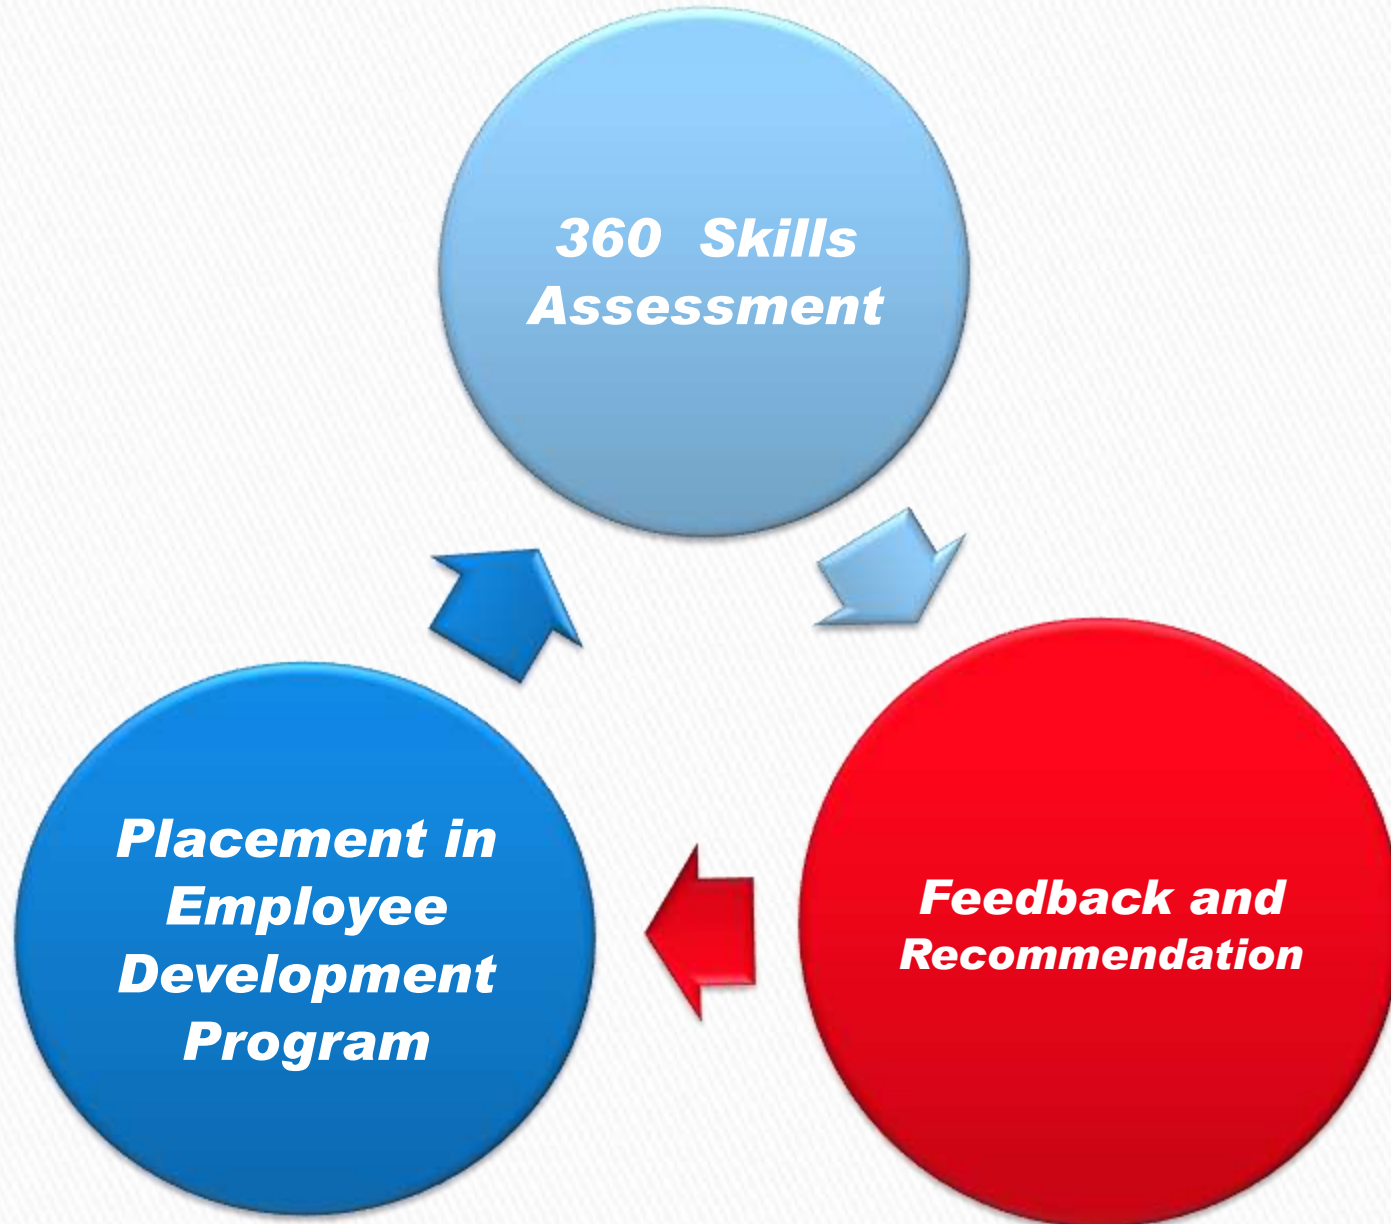 360  Skills
Assessment
Feedback and
Recommendation
Placement in
Employee
Development
Program